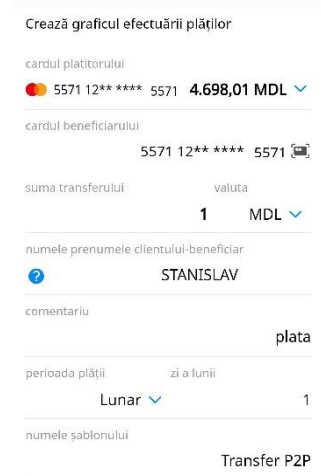 Crează graficul efectuării plăților
cardul platitorului
5571 12** **** 5571 4.698,01 MDL
cardul beneficiarului
5571 12** **** 5571
suma transferului valuta
1 MDL
numele prenumele clientului-beneficiar
? STANISLAV
comentariu
plata
perioada plății zi a lunii
Lunar 1
numele șablonului
Transfer P2P